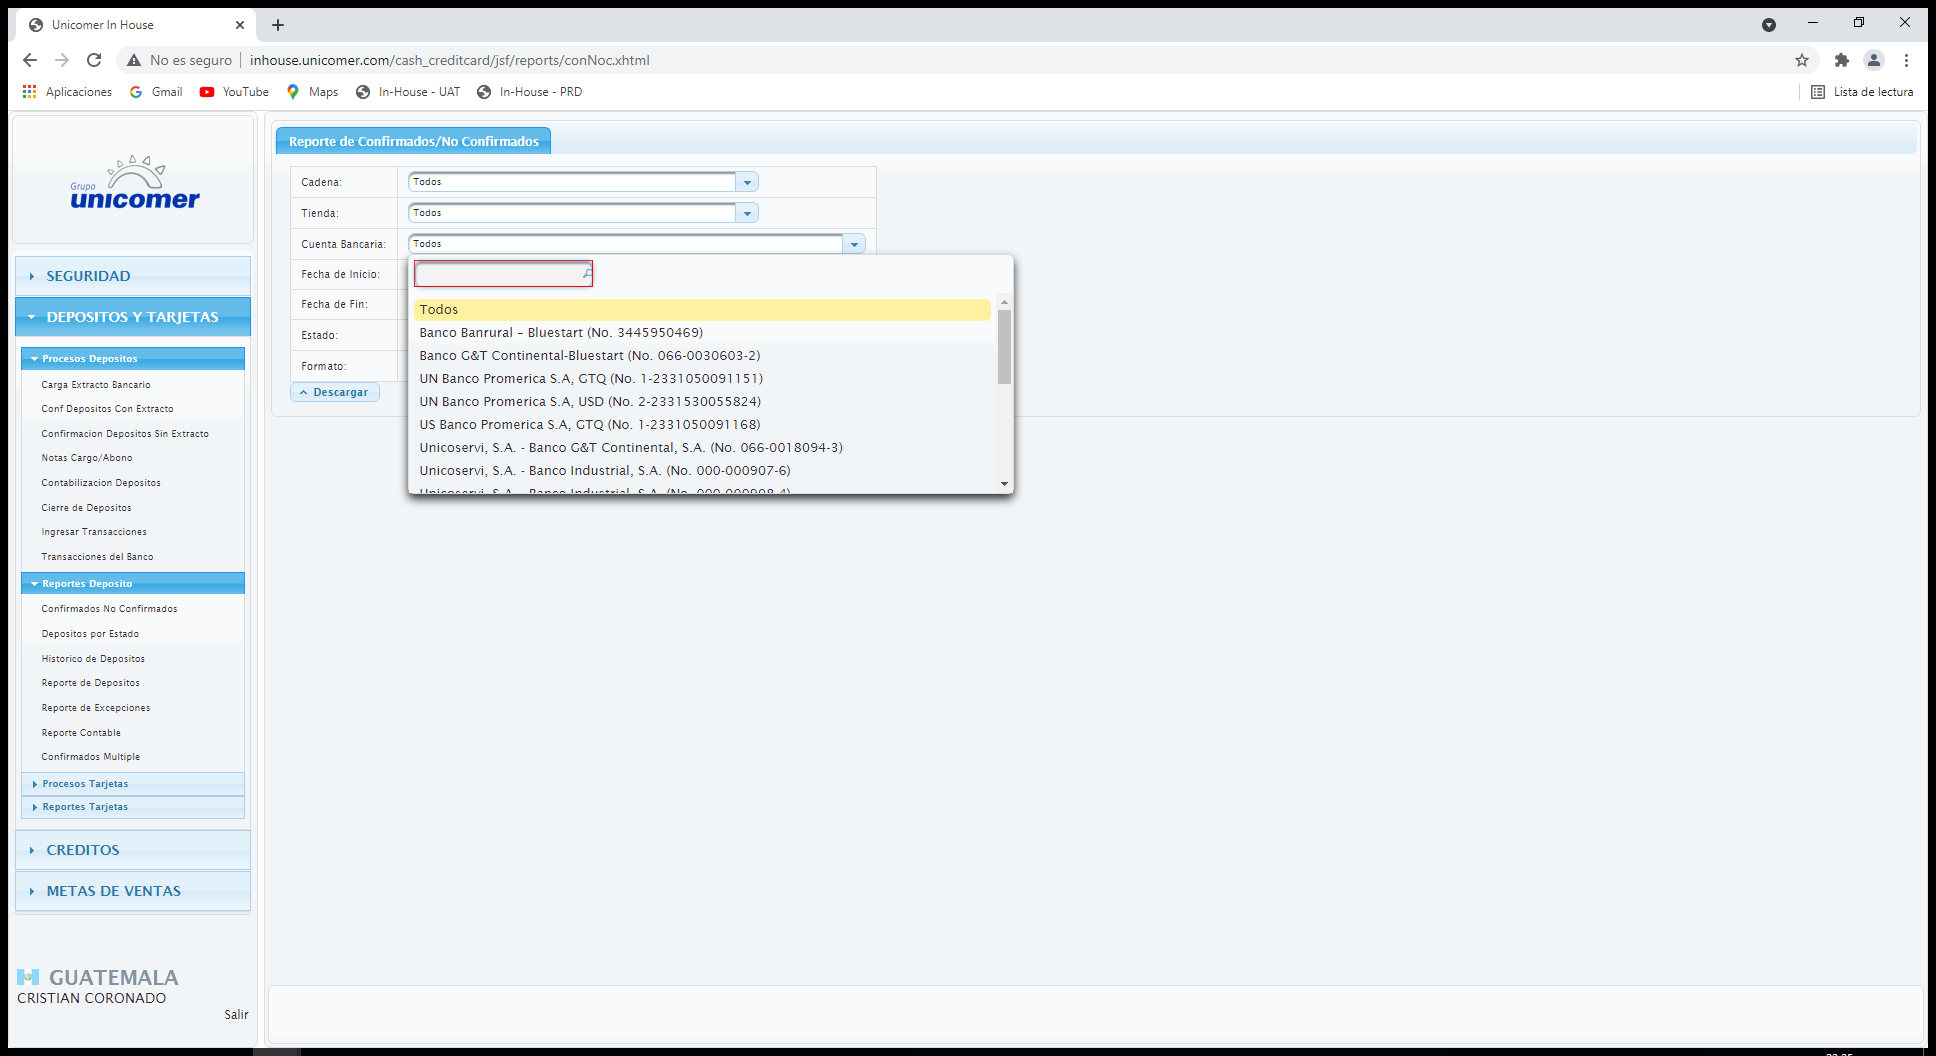 Unicomer In House
No es seguro
inhouse.unicomer.com/cash_creditcard/jsf/reports/conNoc.xhtml
Aplicaciones
Gmail
YouTube
Maps
In-House - UAT
In-House - PRD
Lista de lectura
Grupo
unicomer
SEGURIDAD
DEPOSITOS Y TARJETAS
Procesos Depositos
Carga Extracto Bancario
Conf Depositos Con Extracto
Confirmacion Depositos Sin Extracto
Notas Cargo/Abono
Contabilizacion Depositos
Cierre de Depositos
Ingresar Transacciones
Transacciones del Banco
Reportes Deposito
Confirmados No Confirmados
Depositos por Estado
Historico de Depositos
Reporte de Depositos
Reporte de Excepciones
Reporte Contable
Confirmados Multiple
Procesos Tarjetas
Reportes Tarjetas
CREDITOS
METAS DE VENTAS
GUATEMALA
CRISTIAN CORONADO
Salir
Reporte de Confirmados/No Confirmados
Cadena: Todos
Tienda: Todos
Cuenta Bancaria: Todos
Fecha de Inicio:
Fecha de Fin:
Estado:
Formato:
Descargar
Todos
Banco Banrural – Bluestart (No. 3445950469)
Banco G&T Continental-Bluestart (No. 066-0030603-2)
UN Banco Promerica S.A, GTQ (No. 1-2331050091151)
UN Banco Promerica S.A, USD (No. 2-2331530055824)
US Banco Promerica S.A, GTQ (No. 1-2331050091168)
Unicoservi, S.A. - Banco G&T Continental, S.A. (No. 066-0018094-3)
Unicoservi, S.A. - Banco Industrial, S.A. (No. 000-000907-6)
Unicoservi, S.A. - Banco Industrial, S.A. (No. 000-000908-4)